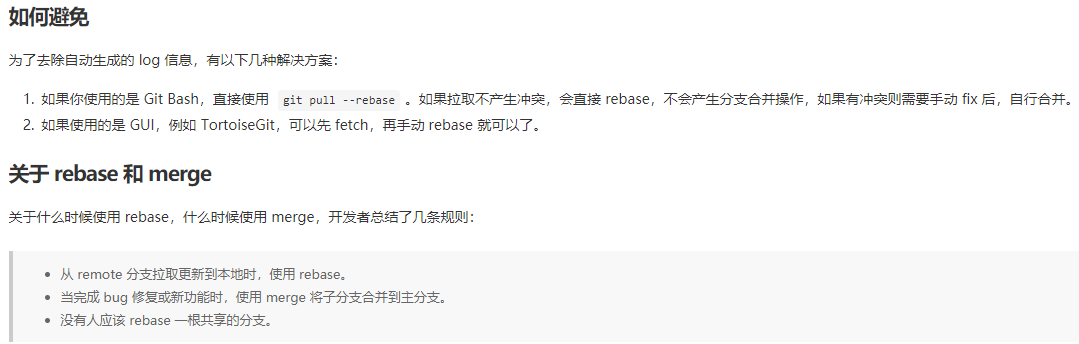 如何避免
为了去除自动生成的 log 信息，有以下几种解决方案：
1. 如果你使用的是 Git Bash，直接使用 git pull --rebase 。如果拉取不产生冲突，会直接 rebase，不会产生分支合并操作，如果有冲突则需要手动 fix 后，自行合并。
2. 如果使用的是 GUI，例如 TortoiseGit，可以先 fetch，再手动 rebase 就可以了。
关于 rebase 和 merge
关于什么时候使用 rebase，什么时候使用 merge，开发者总结了几条规则：
• 从 remote 分支拉取更新到本地时，使用 rebase。
• 当完成 bug 修复或新功能时，使用 merge 将子分支合并到主分支。
• 没有人应该 rebase 一根共享的分支。